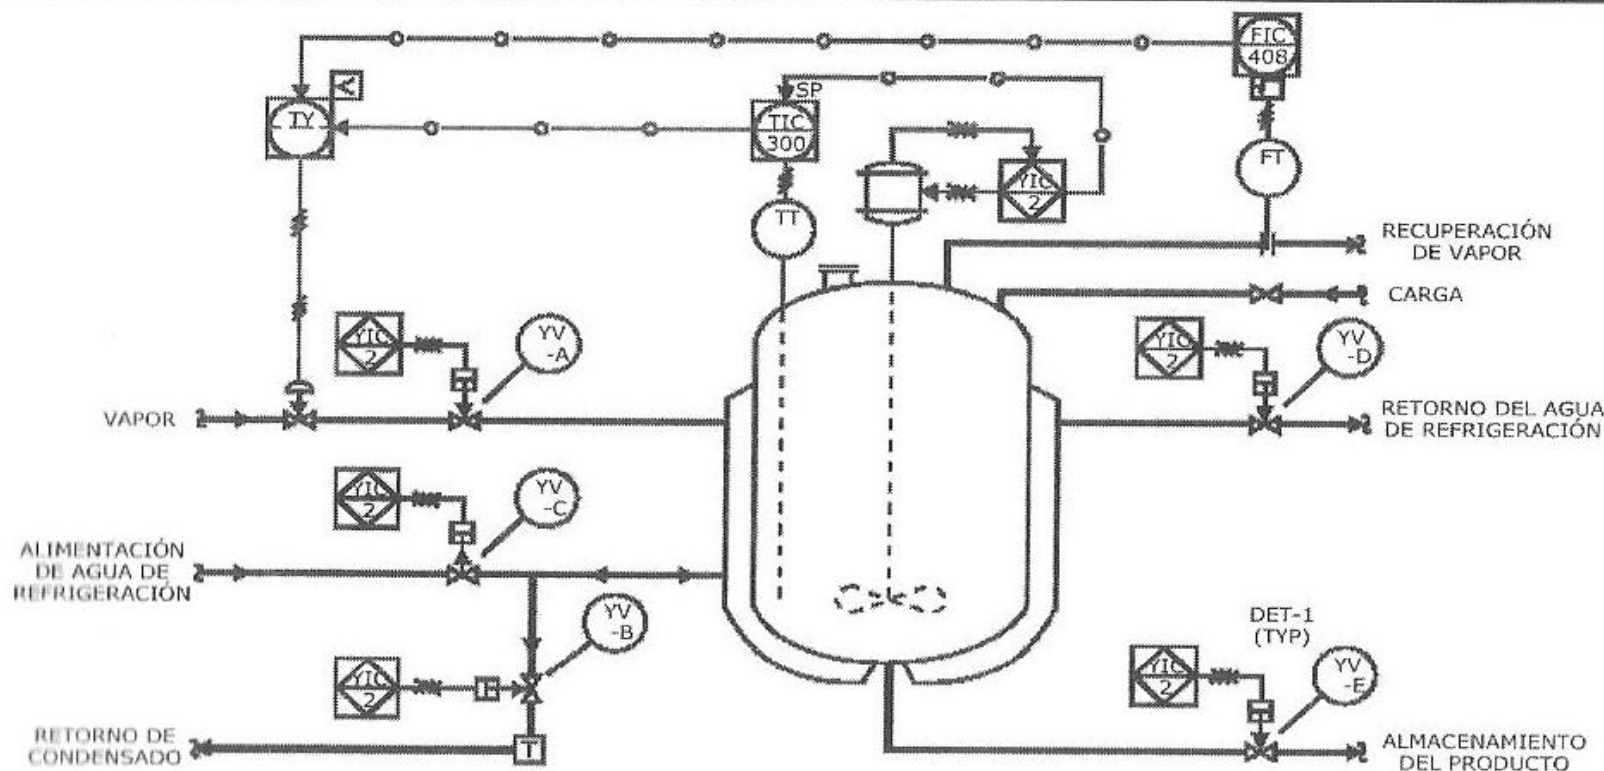 FIC
408
TY
SP
TIC
300
YIC
2
FT
TT
RECUPERACIÓN
DE VAPOR
CARGA
YIC
2
YV
-A
YIC
2
YV
-D
VAPOR
RETORNO DEL AGUA
DE REFRIGERACIÓN
YIC
2
YV
-C
ALIMENTACIÓN
DE AGUA DE
REFRIGERACIÓN
YV
-B
DET-1
(TYP)
YIC
2
YIC
2
YV
-E
RETORNO DE
CONDENSADO
T
ALMACENAMIENTO
DEL PRODUCTO